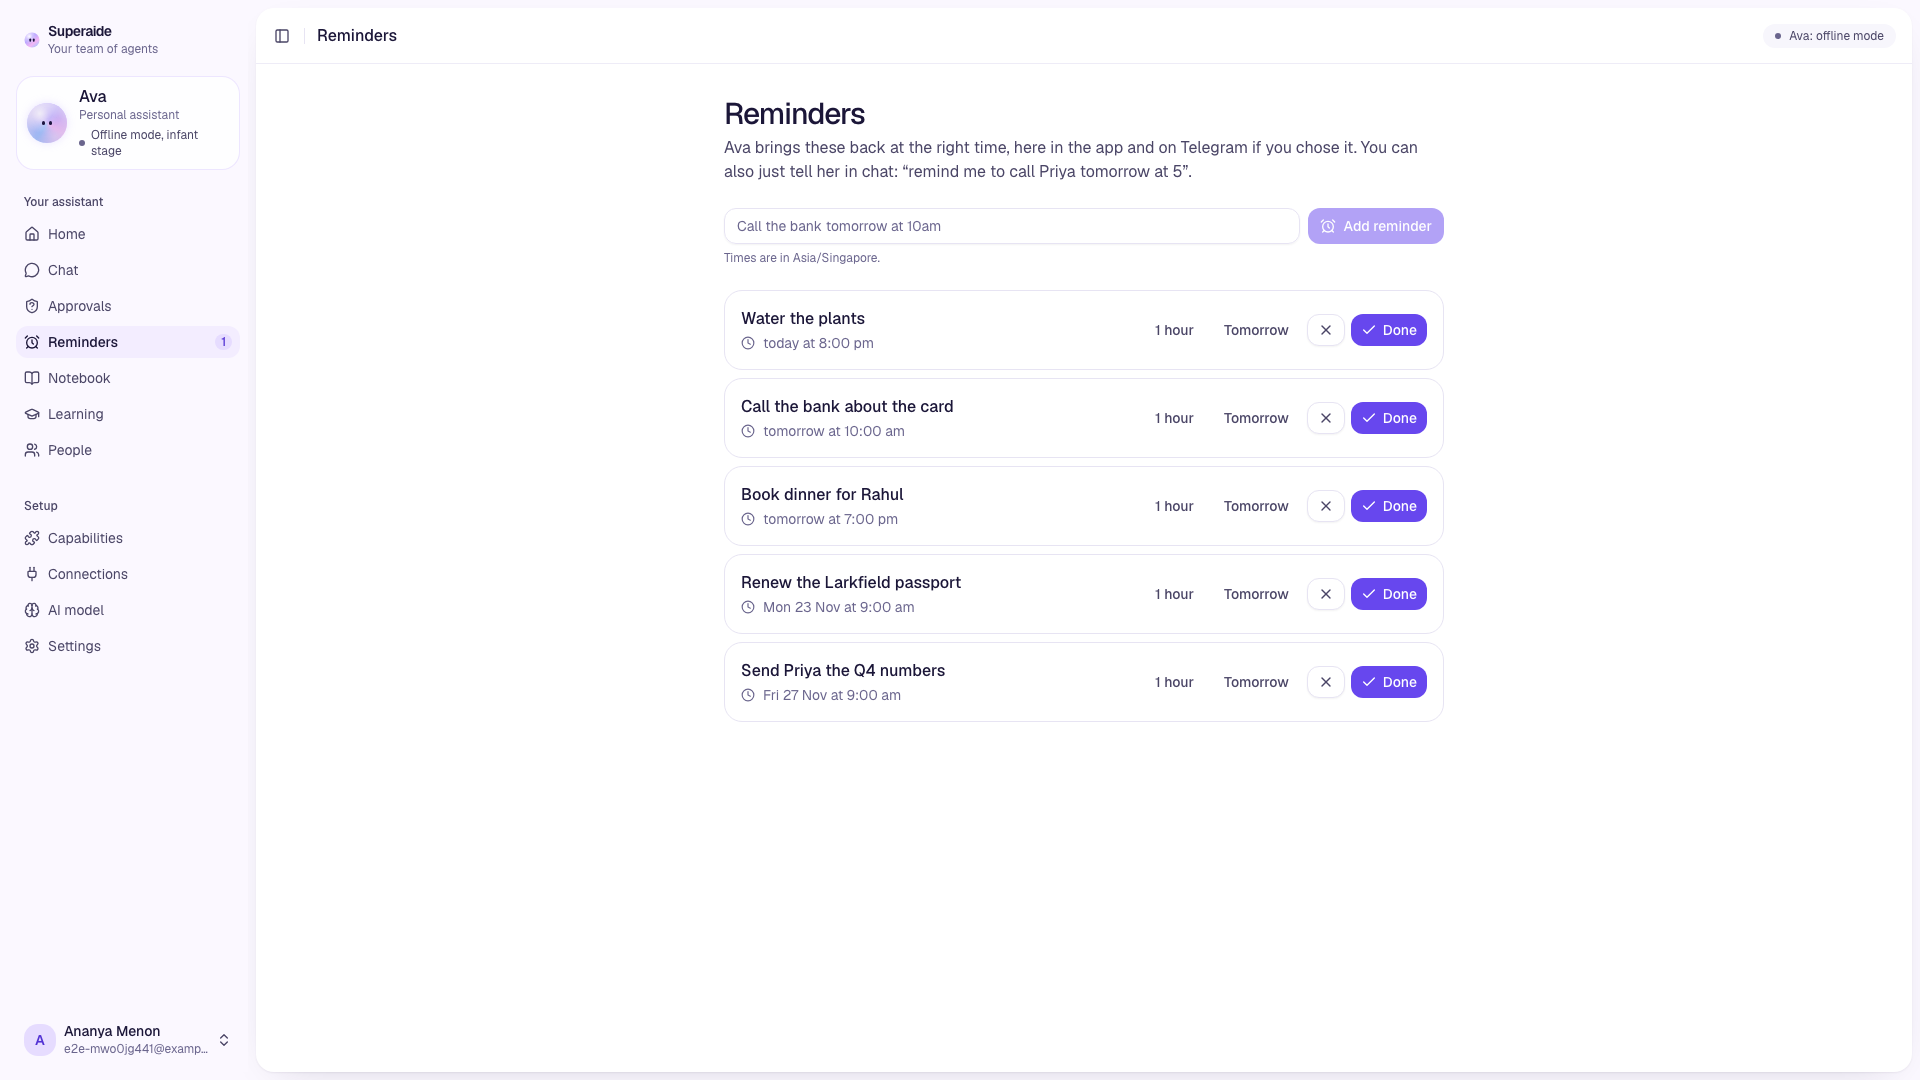 Superaide
Your team of agents
Ava
Personal assistant
Offline mode, infant
stage
Your assistant
Home
Chat
Approvals
Reminders 1
Notebook
Learning
People
Setup
Capabilities
Connections
AI model
Settings
A
Ananya Menon
e2e-mwo0jg441@examp...
Reminders
Ava: offline mode
Reminders
Ava brings these back at the right time, here in the app and on Telegram if you chose it. You can
also just tell her in chat: “remind me to call Priya tomorrow at 5”.
Call the bank tomorrow at 10am
Add reminder
Times are in Asia/Singapore.
Water the plants
today at 8:00 pm
1 hour Tomorrow Done
Call the bank about the card
tomorrow at 10:00 am
1 hour Tomorrow Done
Book dinner for Rahul
tomorrow at 7:00 pm
1 hour Tomorrow Done
Renew the Larkfield passport
Mon 23 Nov at 9:00 am
1 hour Tomorrow Done
Send Priya the Q4 numbers
Fri 27 Nov at 9:00 am
1 hour Tomorrow Done